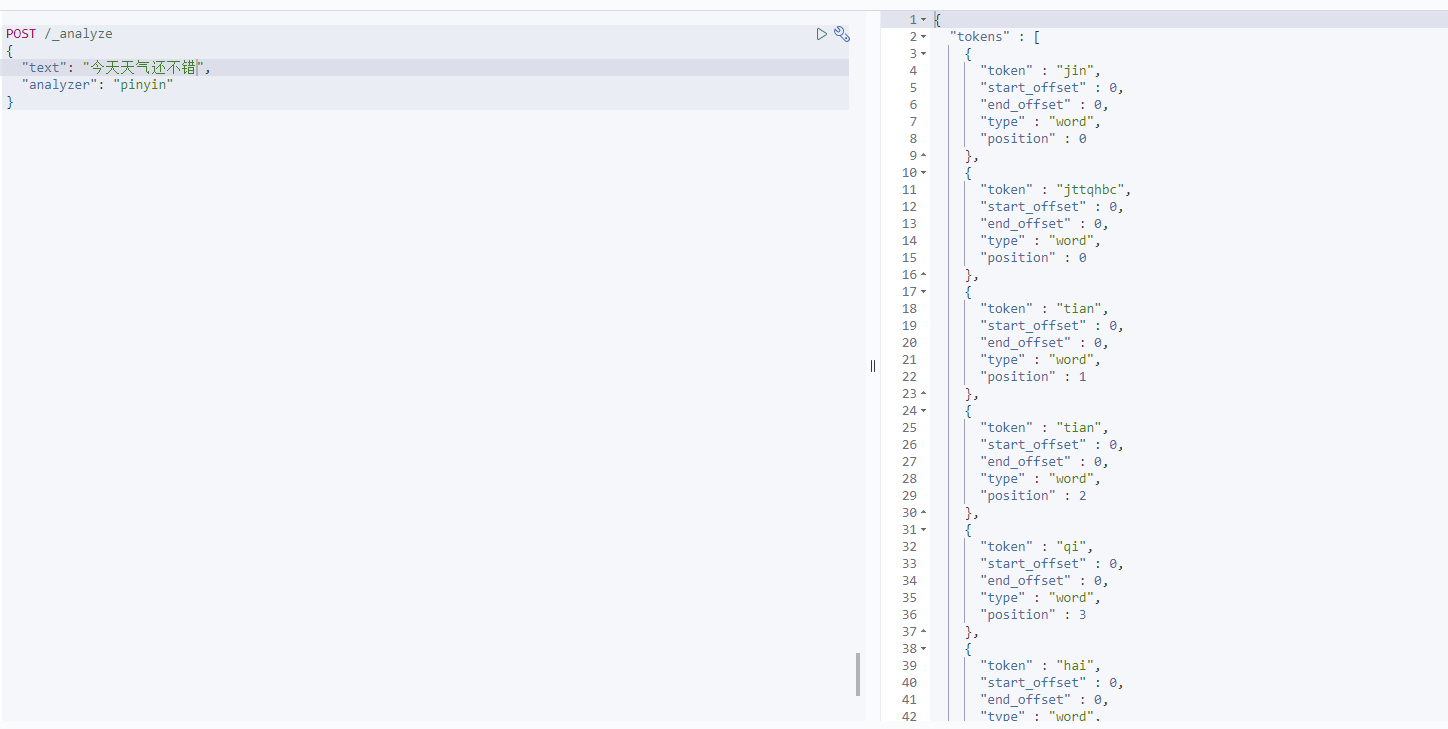 POST /_analyze
{
  "text": "今天天气还不错",
  "analyzer": "pinyin"
}
1 {
2   "tokens" : [
3     {
4       "token" : "jin",
5       "start_offset" : 0,
6       "end_offset" : 0,
7       "type" : "word",
8       "position" : 0
9     },
10     {
11       "token" : "jttqhbc",
12       "start_offset" : 0,
13       "end_offset" : 0,
14       "type" : "word",
15       "position" : 0
16     },
17     {
18       "token" : "tian",
19       "start_offset" : 0,
20       "end_offset" : 0,
21       "type" : "word",
22       "position" : 1
23     },
24     {
25       "token" : "tian",
26       "start_offset" : 0,
27       "end_offset" : 0,
28       "type" : "word",
29       "position" : 2
30     },
31     {
32       "token" : "qi",
33       "start_offset" : 0,
34       "end_offset" : 0,
35       "type" : "word",
36       "position" : 3
37     },
38     {
39       "token" : "hai",
40       "start_offset" : 0,
41       "end_offset" : 0,
42       "type" : "word",